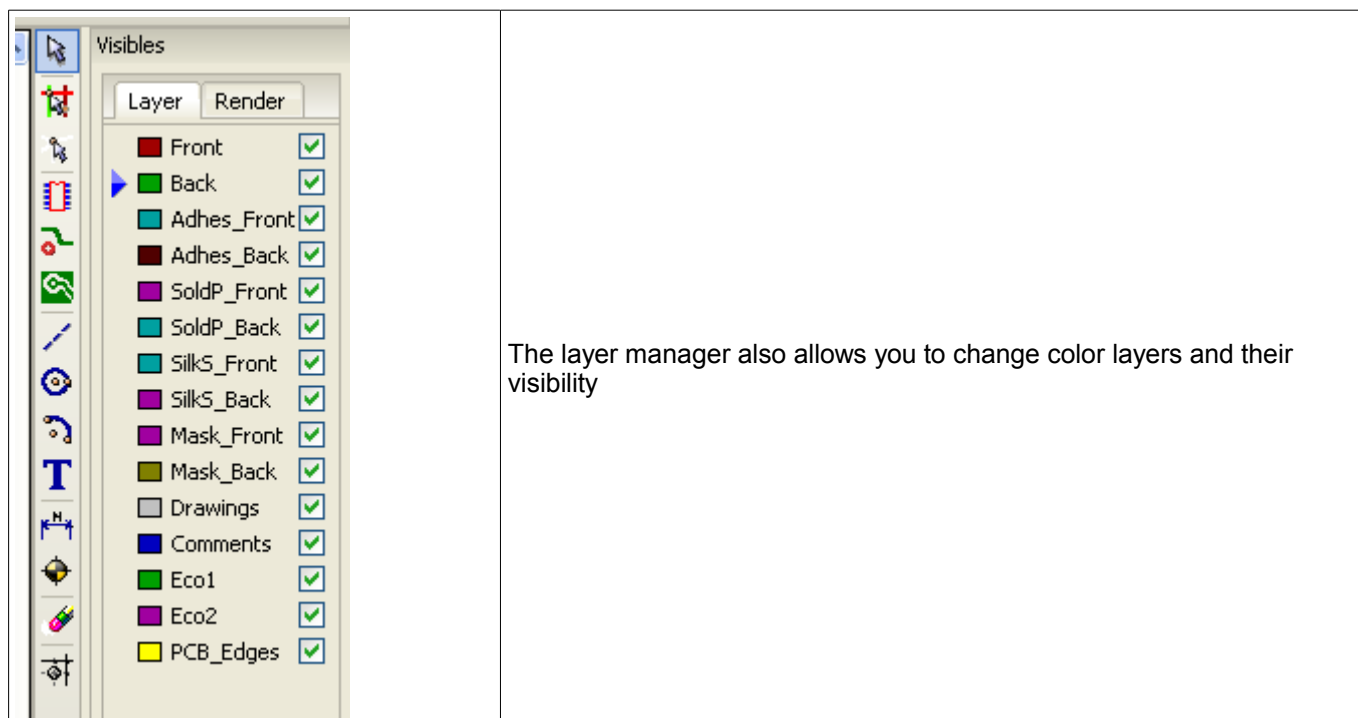 Visibles
Layer Render
Front
Back
Adhes_Front
Adhes_Back
SoldP_Front
SoldP_Back
SilkS_Front
SilkS_Back
Mask_Front
Mask_Back
Drawings
Comments
Eco1
Eco2
PCB_Edges
T
N
The layer manager also allows you to change color layers and their
visibility